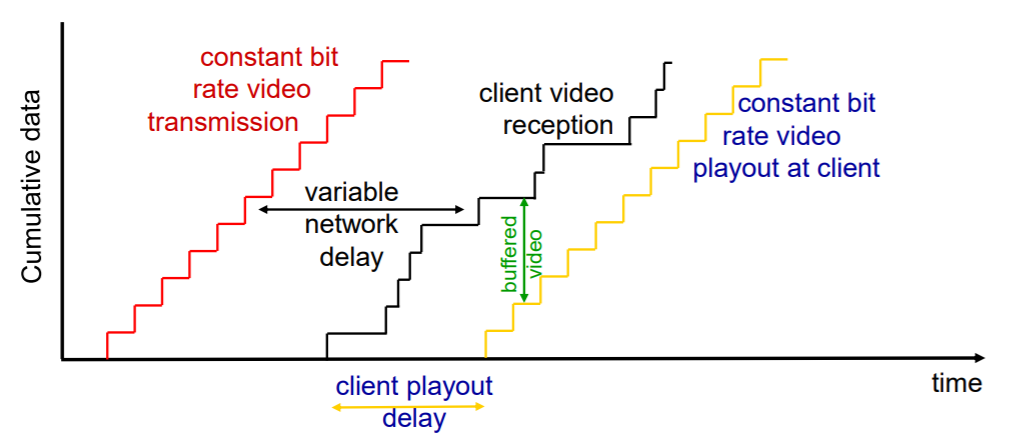 constant bit
rate video
transmission
client video
reception
constant bit
rate video
playout at client
variable
network
delay
buffered
video
Cumulative data
time
client playout
delay